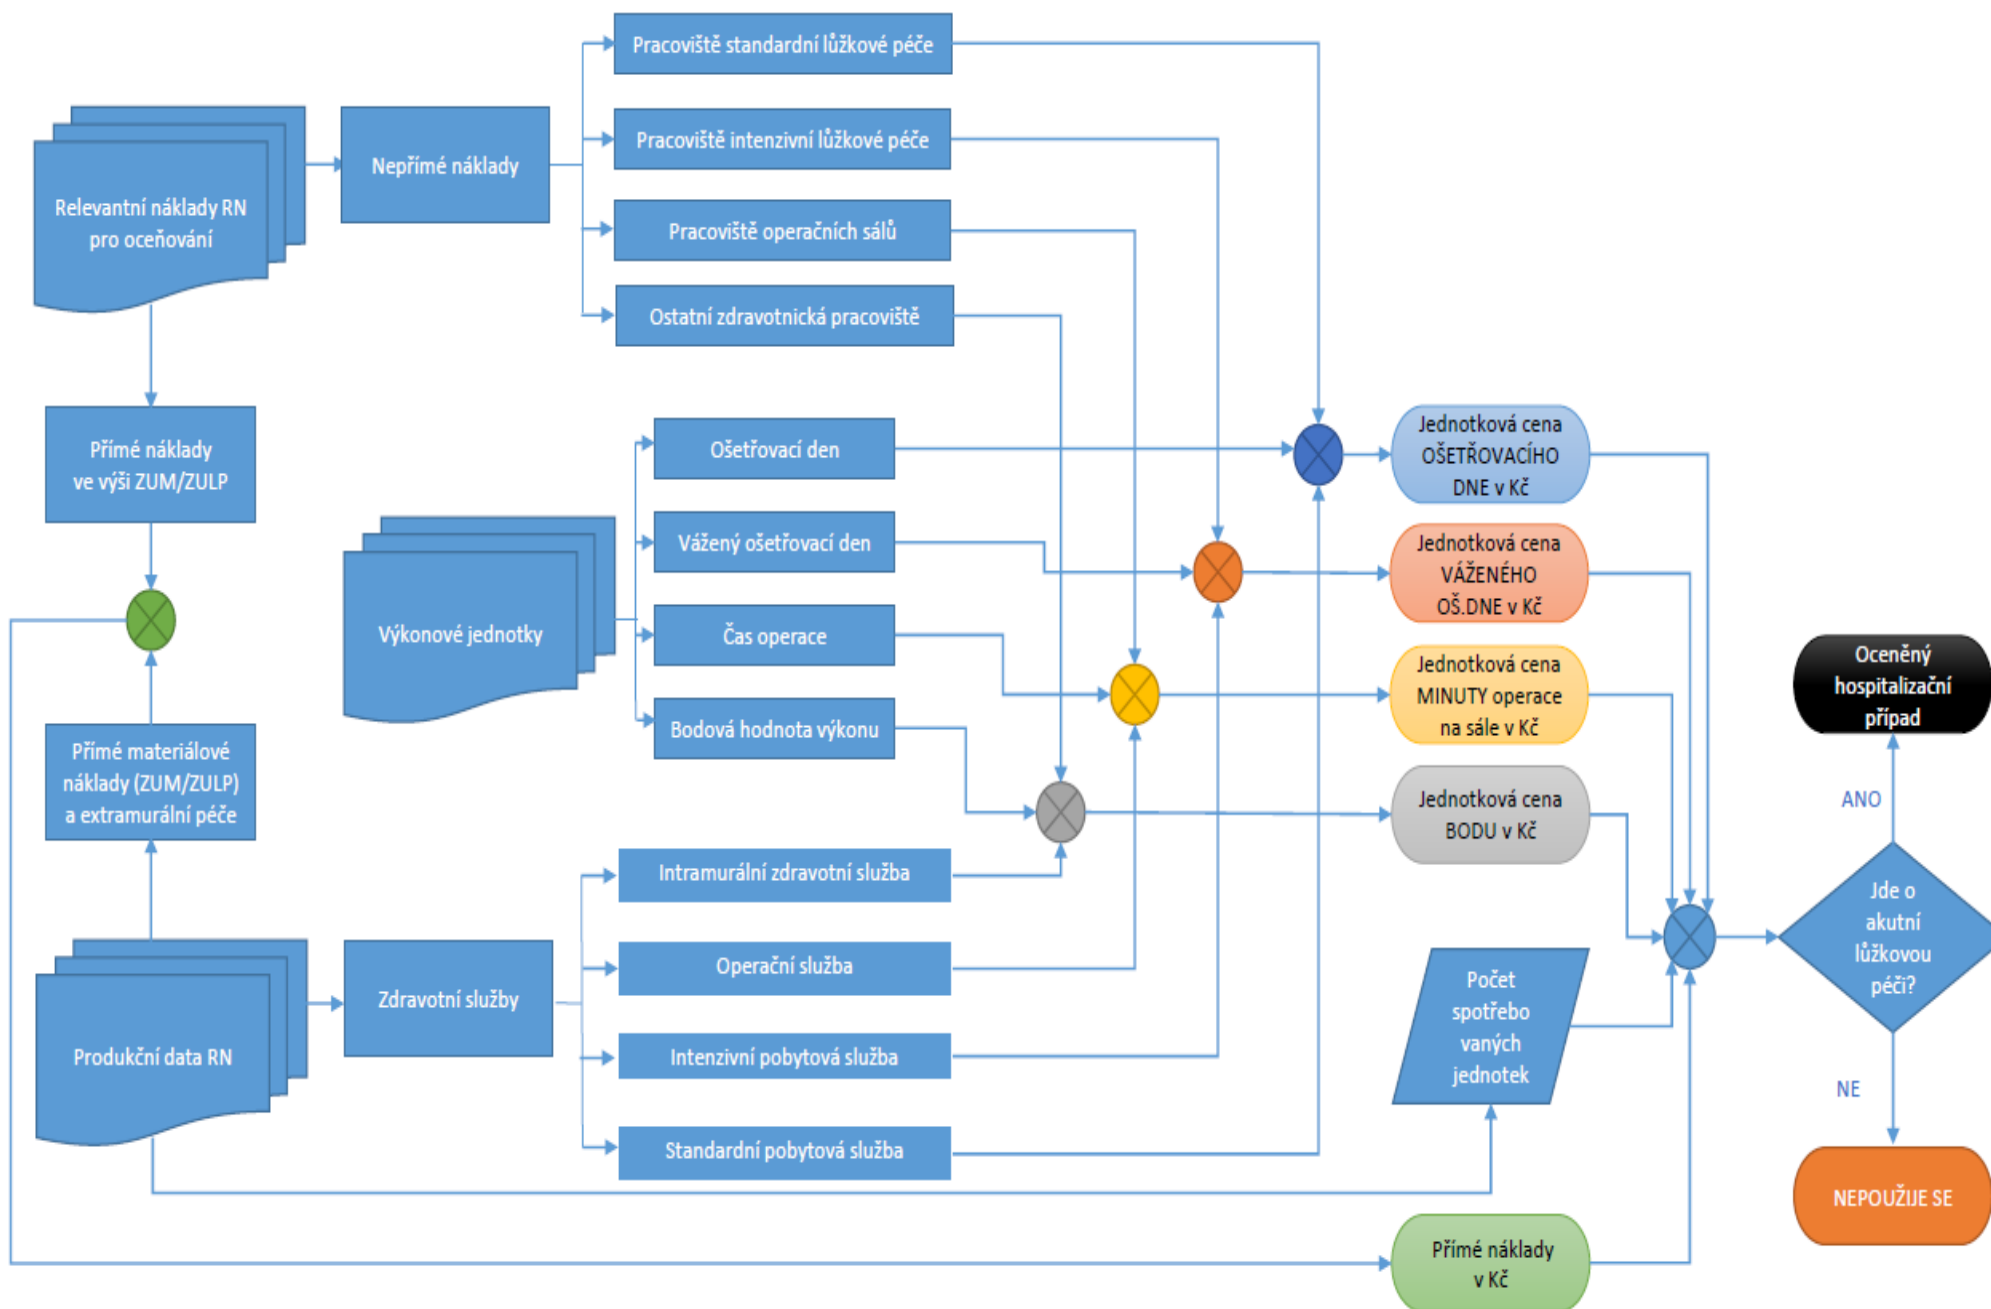 Pracoviště standardní lůžkové péče
Pracoviště intenzivní lůžkové péče
Nepřímé náklady
Relevantní náklady RN
pro oceňování
Pracoviště operačních sálů
Ostatní zdravotnická pracoviště
Přímé náklady
ve výši ZUM/ZULP
Ošetřovací den
Jednotková cena
OŠETŘOVACÍHO
DNE v Kč
Vážený ošetřovací den
Jednotková cena
VÁŽENÉHO
OŠ.DNE v Kč
Výkonové jednotky
Čas operace
Jednotková cena
MINUTY operace
na sále v Kč
Oceněný
hospitalizační
případ
Bodová hodnota výkonu
Přímé materiálové
náklady (ZUM/ZULP)
a extramurální péče
Jednotková cena
BODU v Kč
ANO
Intramurální zdravotní služba
Jde o
akutní
lůžkovou
péči?
Operační služba
Zdravotní služby
Počet
spotřebo
vaných
jednotek
Produkční data RN
Intenzivní pobytová služba
NE
Standardní pobytová služba
NEPOUŽIJE SE
Přímé náklady
v Kč